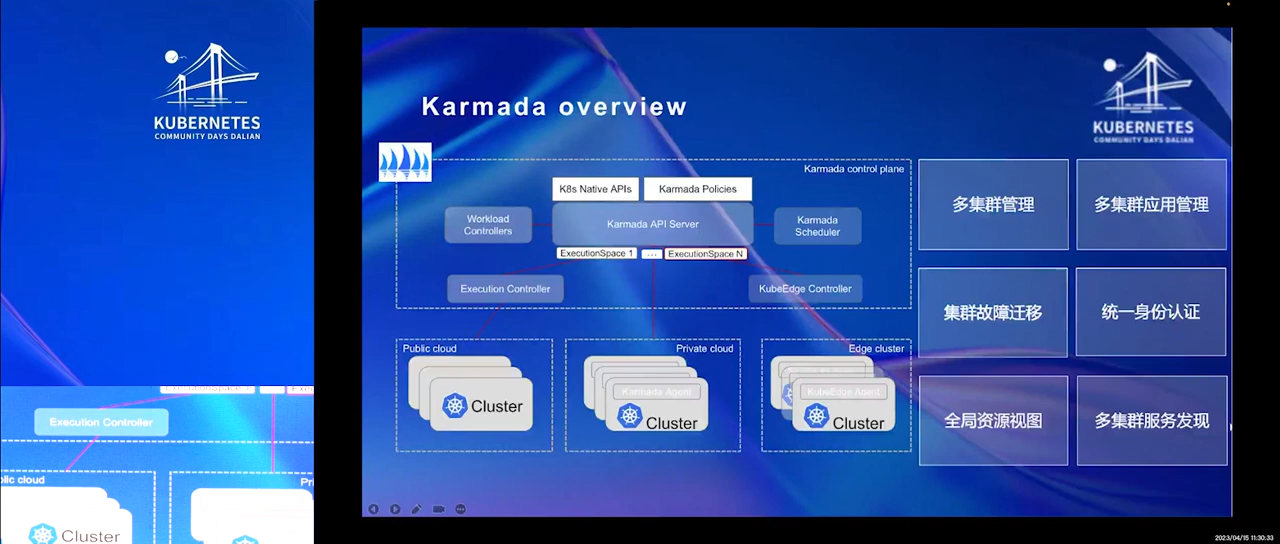 KUBERNETES
COMMUNITY DAYS DALIAN
Execution Controller
Cluster
Karmada overview
KUBERNETES
COMMUNITY DAYS DALIAN
Karmada control plane
K8s Native APIs
Karmada Policies
Workload
Controllers
Karmada API Server
Karmada
Scheduler
ExecutionSpace 1
...
ExecutionSpace N
Execution Controller
KubeEdge Controller
Public cloud
Cluster
Private cloud
Karmada Agent
Cluster
Edge cluster
KubeEdge Agent
Cluster
多集群管理
多集群应用管理
集群故障迁移
统一身份认证
全局资源视图
多集群服务发现
2023/04/15 11:30:33